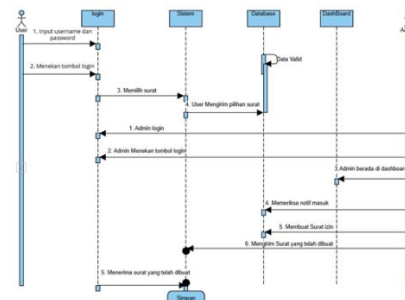 login
Sistem
Database
DashBoard
User
1. Input username dan
password
Data Valid
2. Menekan tombol login
3. Memilih surat
4. User Mengirim pilihan surat
1. Admin login
2. Admin Menekan tombol login
Admin berada di dashboar
4. Memeriksa notif masuk
5. Membuat Surat izin
6. Mengirim Surat yang telah dibuat
5. Menerima surat yang telah dibuat
Simpan